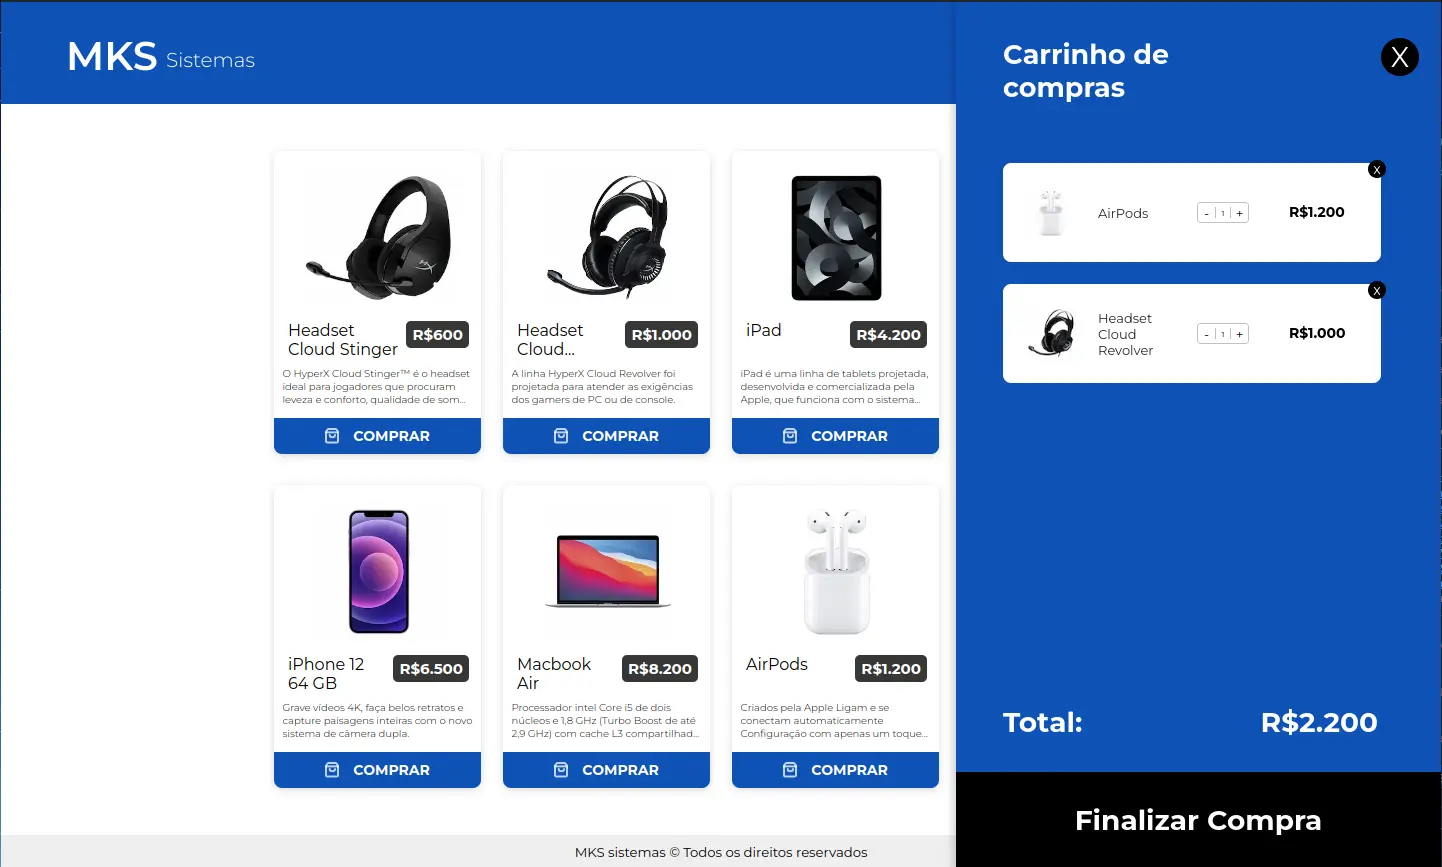 MKS Sistemas
Carrinho de
compras
X
Headset
Cloud Stinger
R$600
O HyperX Cloud Stinger™ é o headset
ideal para jogadores que procuram
leveza e conforto, qualidade de som...
COMPRAR
Headset
Cloud...
R$1.000
A linha HyperX Cloud Revolver foi
projetada para atender as exigências
dos gamers de PC ou de console.
COMPRAR
iPad
R$4.200
iPad é uma linha de tablets projetada,
desenvolvida e comercializada pela
Apple, que funciona com o sistema...
COMPRAR
iPhone 12
64 GB
R$6.500
Grave vídeos 4K, faça belos retratos e
capture paisagens inteiras com o novo
sistema de câmera dupla.
COMPRAR
Macbook
Air
R$8.200
Processador intel Core i5 de dois
núcleos e 1,8 GHz (Turbo Boost de até
2,9 GHz) com cache L3 compartilhad...
COMPRAR
AirPods
R$1.200
Criados pela Apple Ligam e se
conectam automaticamente
Configuração com apenas um toque...
COMPRAR
X
AirPods
- 1 +
R$1.200
X
Headset
Cloud
Revolver
- 1 +
R$1.000
Total: R$2.200
Finalizar Compra
MKS sistemas © Todos os direitos reservados